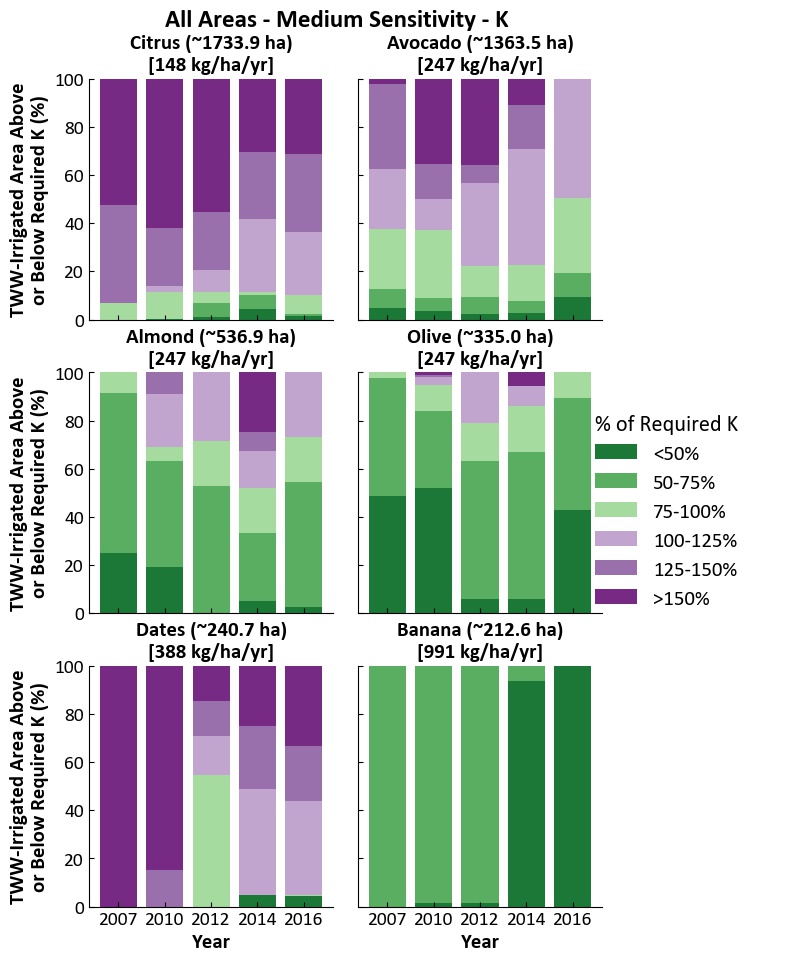 All Areas - Medium Sensitivity - K
Citrus (~1733.9 ha)
[148 kg/ha/yr]
Avocado (~1363.5 ha)
[247 kg/ha/yr]
TWW-Irrigated Area Above
or Below Required K (%)
100
80
60
40
20
0
Almond (~536.9 ha)
[247 kg/ha/yr]
Olive (~335.0 ha)
[247 kg/ha/yr]
TWW-Irrigated Area Above
or Below Required K (%)
100
80
60
40
20
0
% of Required K
<50%
50-75%
75-100%
100-125%
125-150%
>150%
Dates (~240.7 ha)
[388 kg/ha/yr]
Banana (~212.6 ha)
[991 kg/ha/yr]
TWW-Irrigated Area Above
or Below Required K (%)
100
80
60
40
20
0
2007 2010 2012 2014 2016
Year
2007 2010 2012 2014 2016
Year